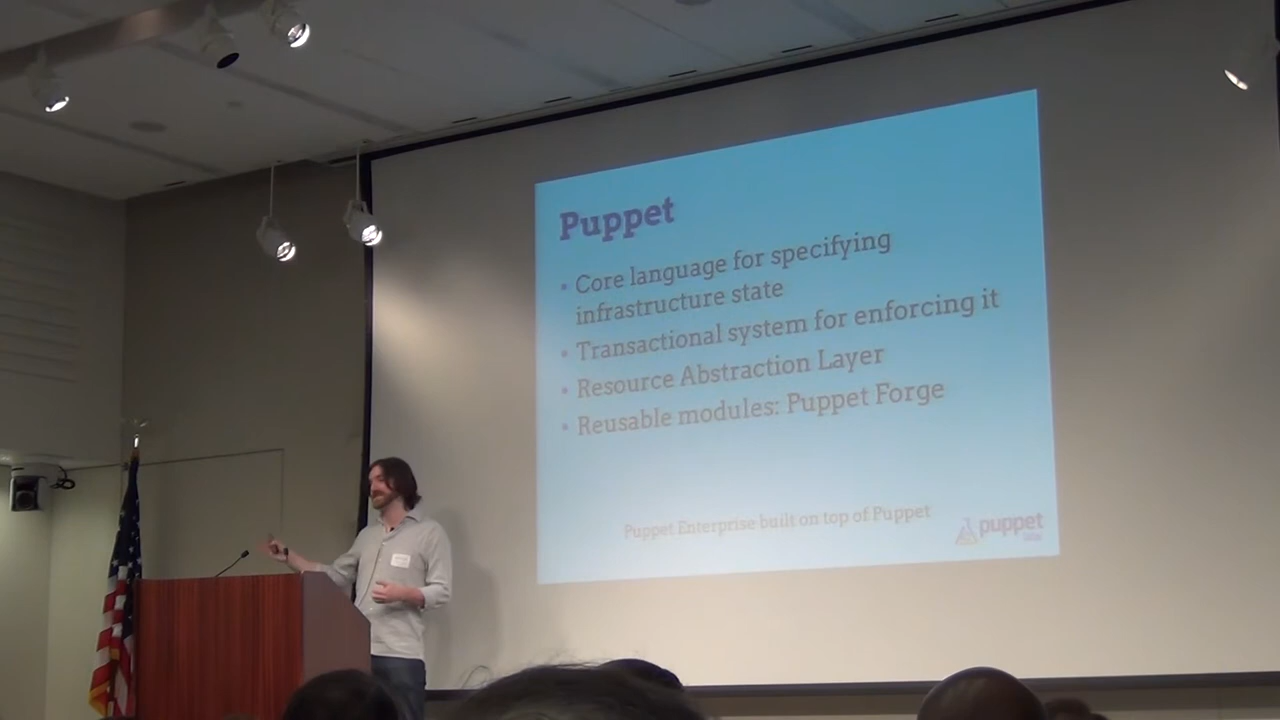 Puppet
• Core language for specifying
infrastructure state
• Transactional system for enforcing it
• Resource Abstraction Layer
• Reusable modules: Puppet Forge
Puppet Enterprise built on top of Puppet
puppet
labs